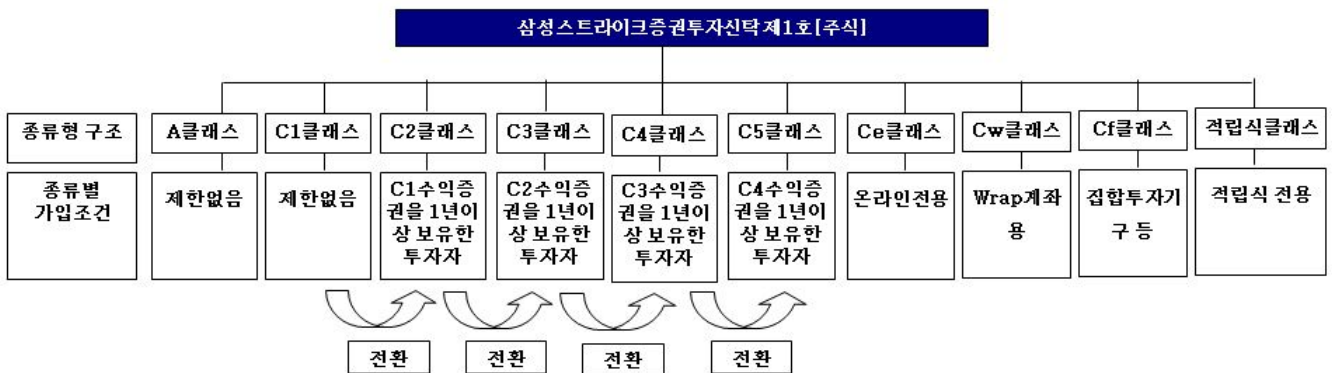 삼성스트라이크증권투자신탁 제1호[주식]
종류형 구조
A클래스
C1클래스
C2클래스
C3클래스
C4클래스
C5클래스
Ce클래스
Cw클래스
Cf클래스
적립식클래스
종류별
가입조건
제한없음
제한없음
C1수익증
권을 1년이
상 보유한
투자자
C2수익증
권을 1년이
상 보유한
투자자
C3수익증
권을 1년이
상 보유한
투자자
C4수익증
권을 1년이
상 보유한
투자자
온라인전용
Wrap계좌
용
집합투자기
구 등
적립식 전용
전환
전환
전환
전환